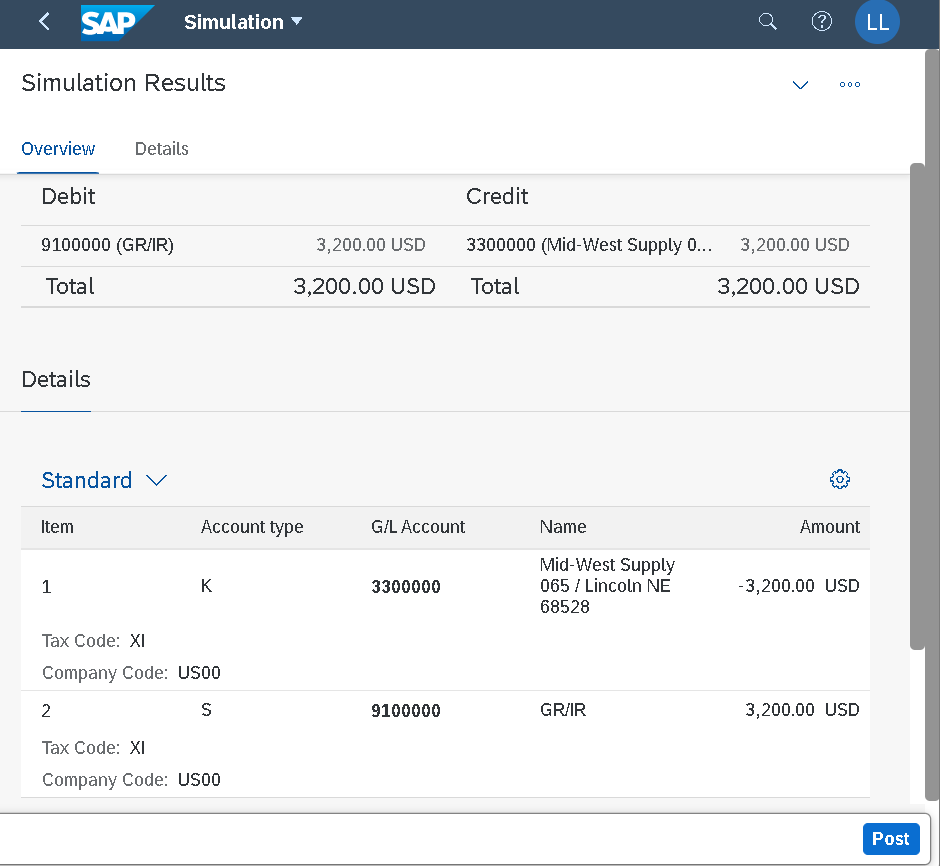 SAP Simulation LL
Simulation Results
Overview Details
Debit Credit
9100000 (GR/IR) 3,200.00 USD 3300000 (Mid-West Supply 0... 3,200.00 USD
Total 3,200.00 USD Total 3,200.00 USD
Details
Standard
Item Account type G/L Account Name Amount
1 K 3300000 Mid-West Supply
065 / Lincoln NE
68528 -3,200.00 USD
Tax Code: XI
Company Code: US00
2 S 9100000 GR/IR 3,200.00 USD
Tax Code: XI
Company Code: US00
Post